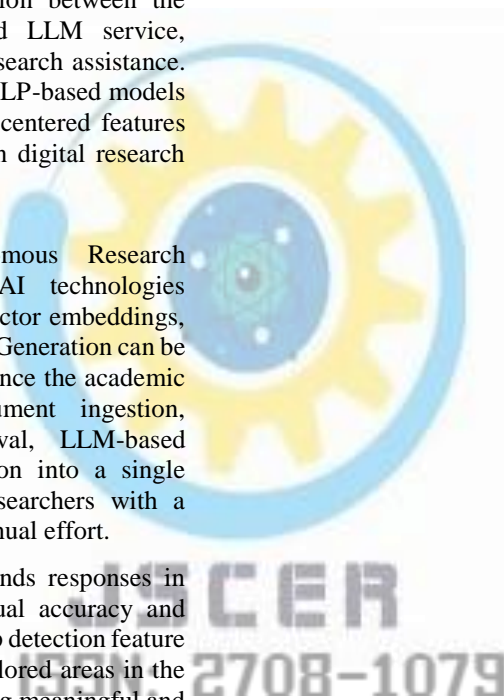 ion between the
d LLM service,
search assistance.
LP-based models
centered features
n digital research
mous Research
AI technologies
ctor embeddings,
Generation can be
nce the academic
ument ingestion,
val, LLM-based
on into a single
searchers with a
nual effort.
nds responses in
ual accuracy and
p detection feature
lored areas in the
g meaningful and
JSCER
2708-1079